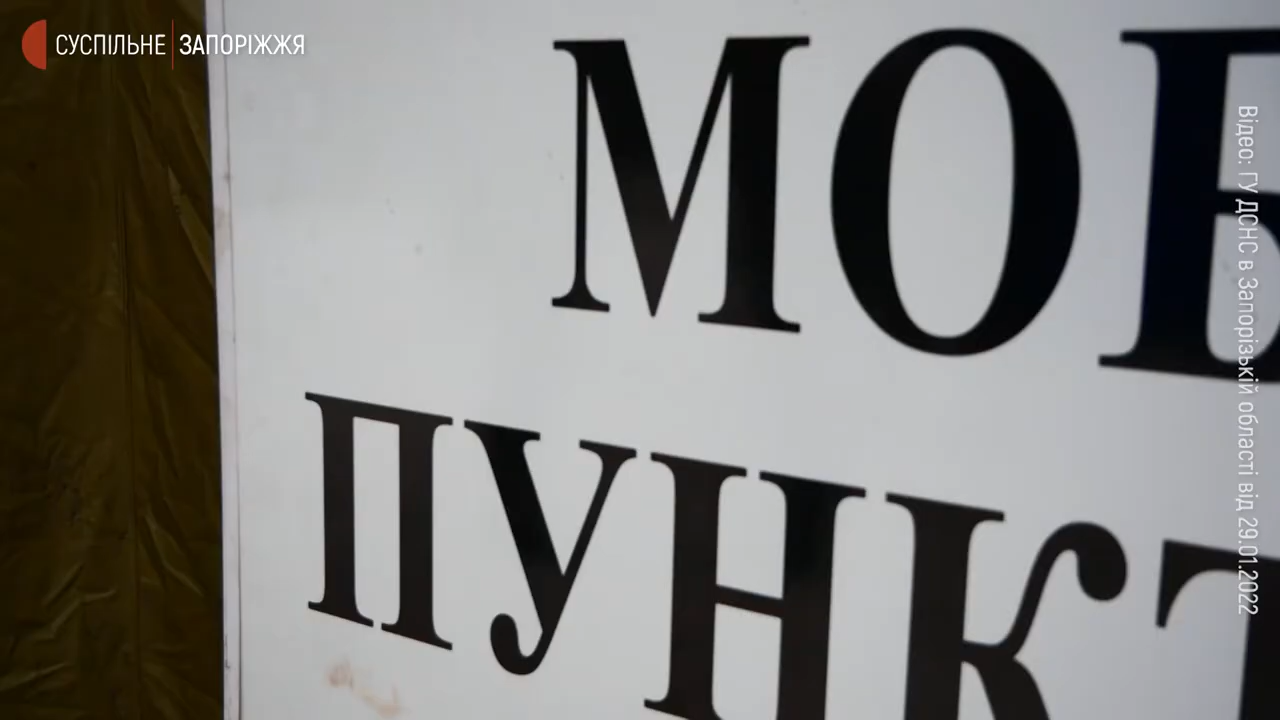 СУСПІЛЬНЕ ЗАПОРІЖЖЯ
МОБ
ПУНКТ
Відео: ГУ ДСНС в Запорізькій області від 29.01.2022